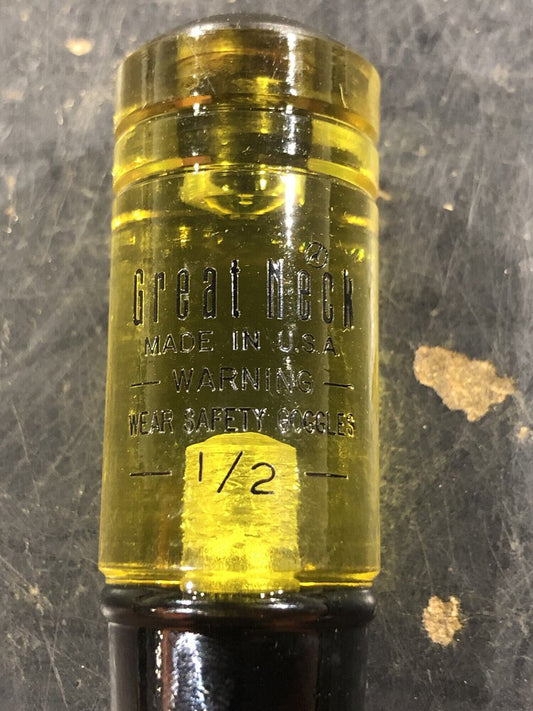 Great Neck®
MADE IN U.S.A
— WARNING —
WEAR SAFETY GOGGLES
— 1/2 —